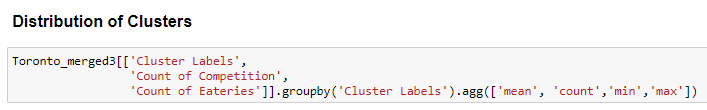 Distribution of Clusters
Toronto_merged3[['Cluster Labels',
'Count of Competition',
'Count of Eateries']].groupby('Cluster Labels').agg(['mean', 'count','min','max'])